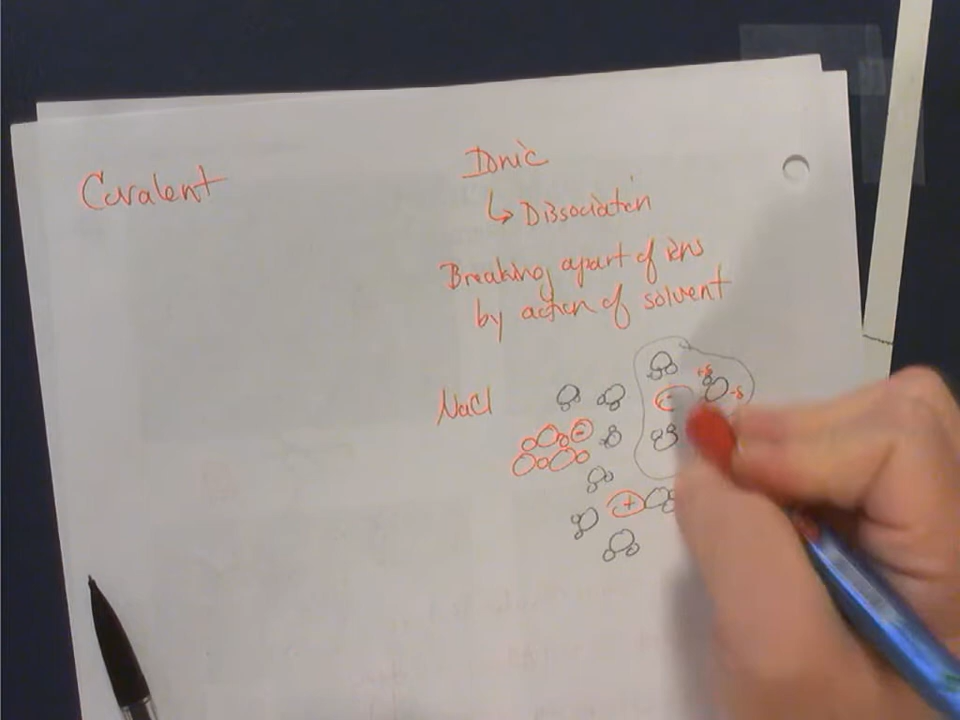 Covalent
Ionic
↳ Dissociation
Breaking apart of ions
by action of solvent
NaCl
+δ
-δ
-
-
+